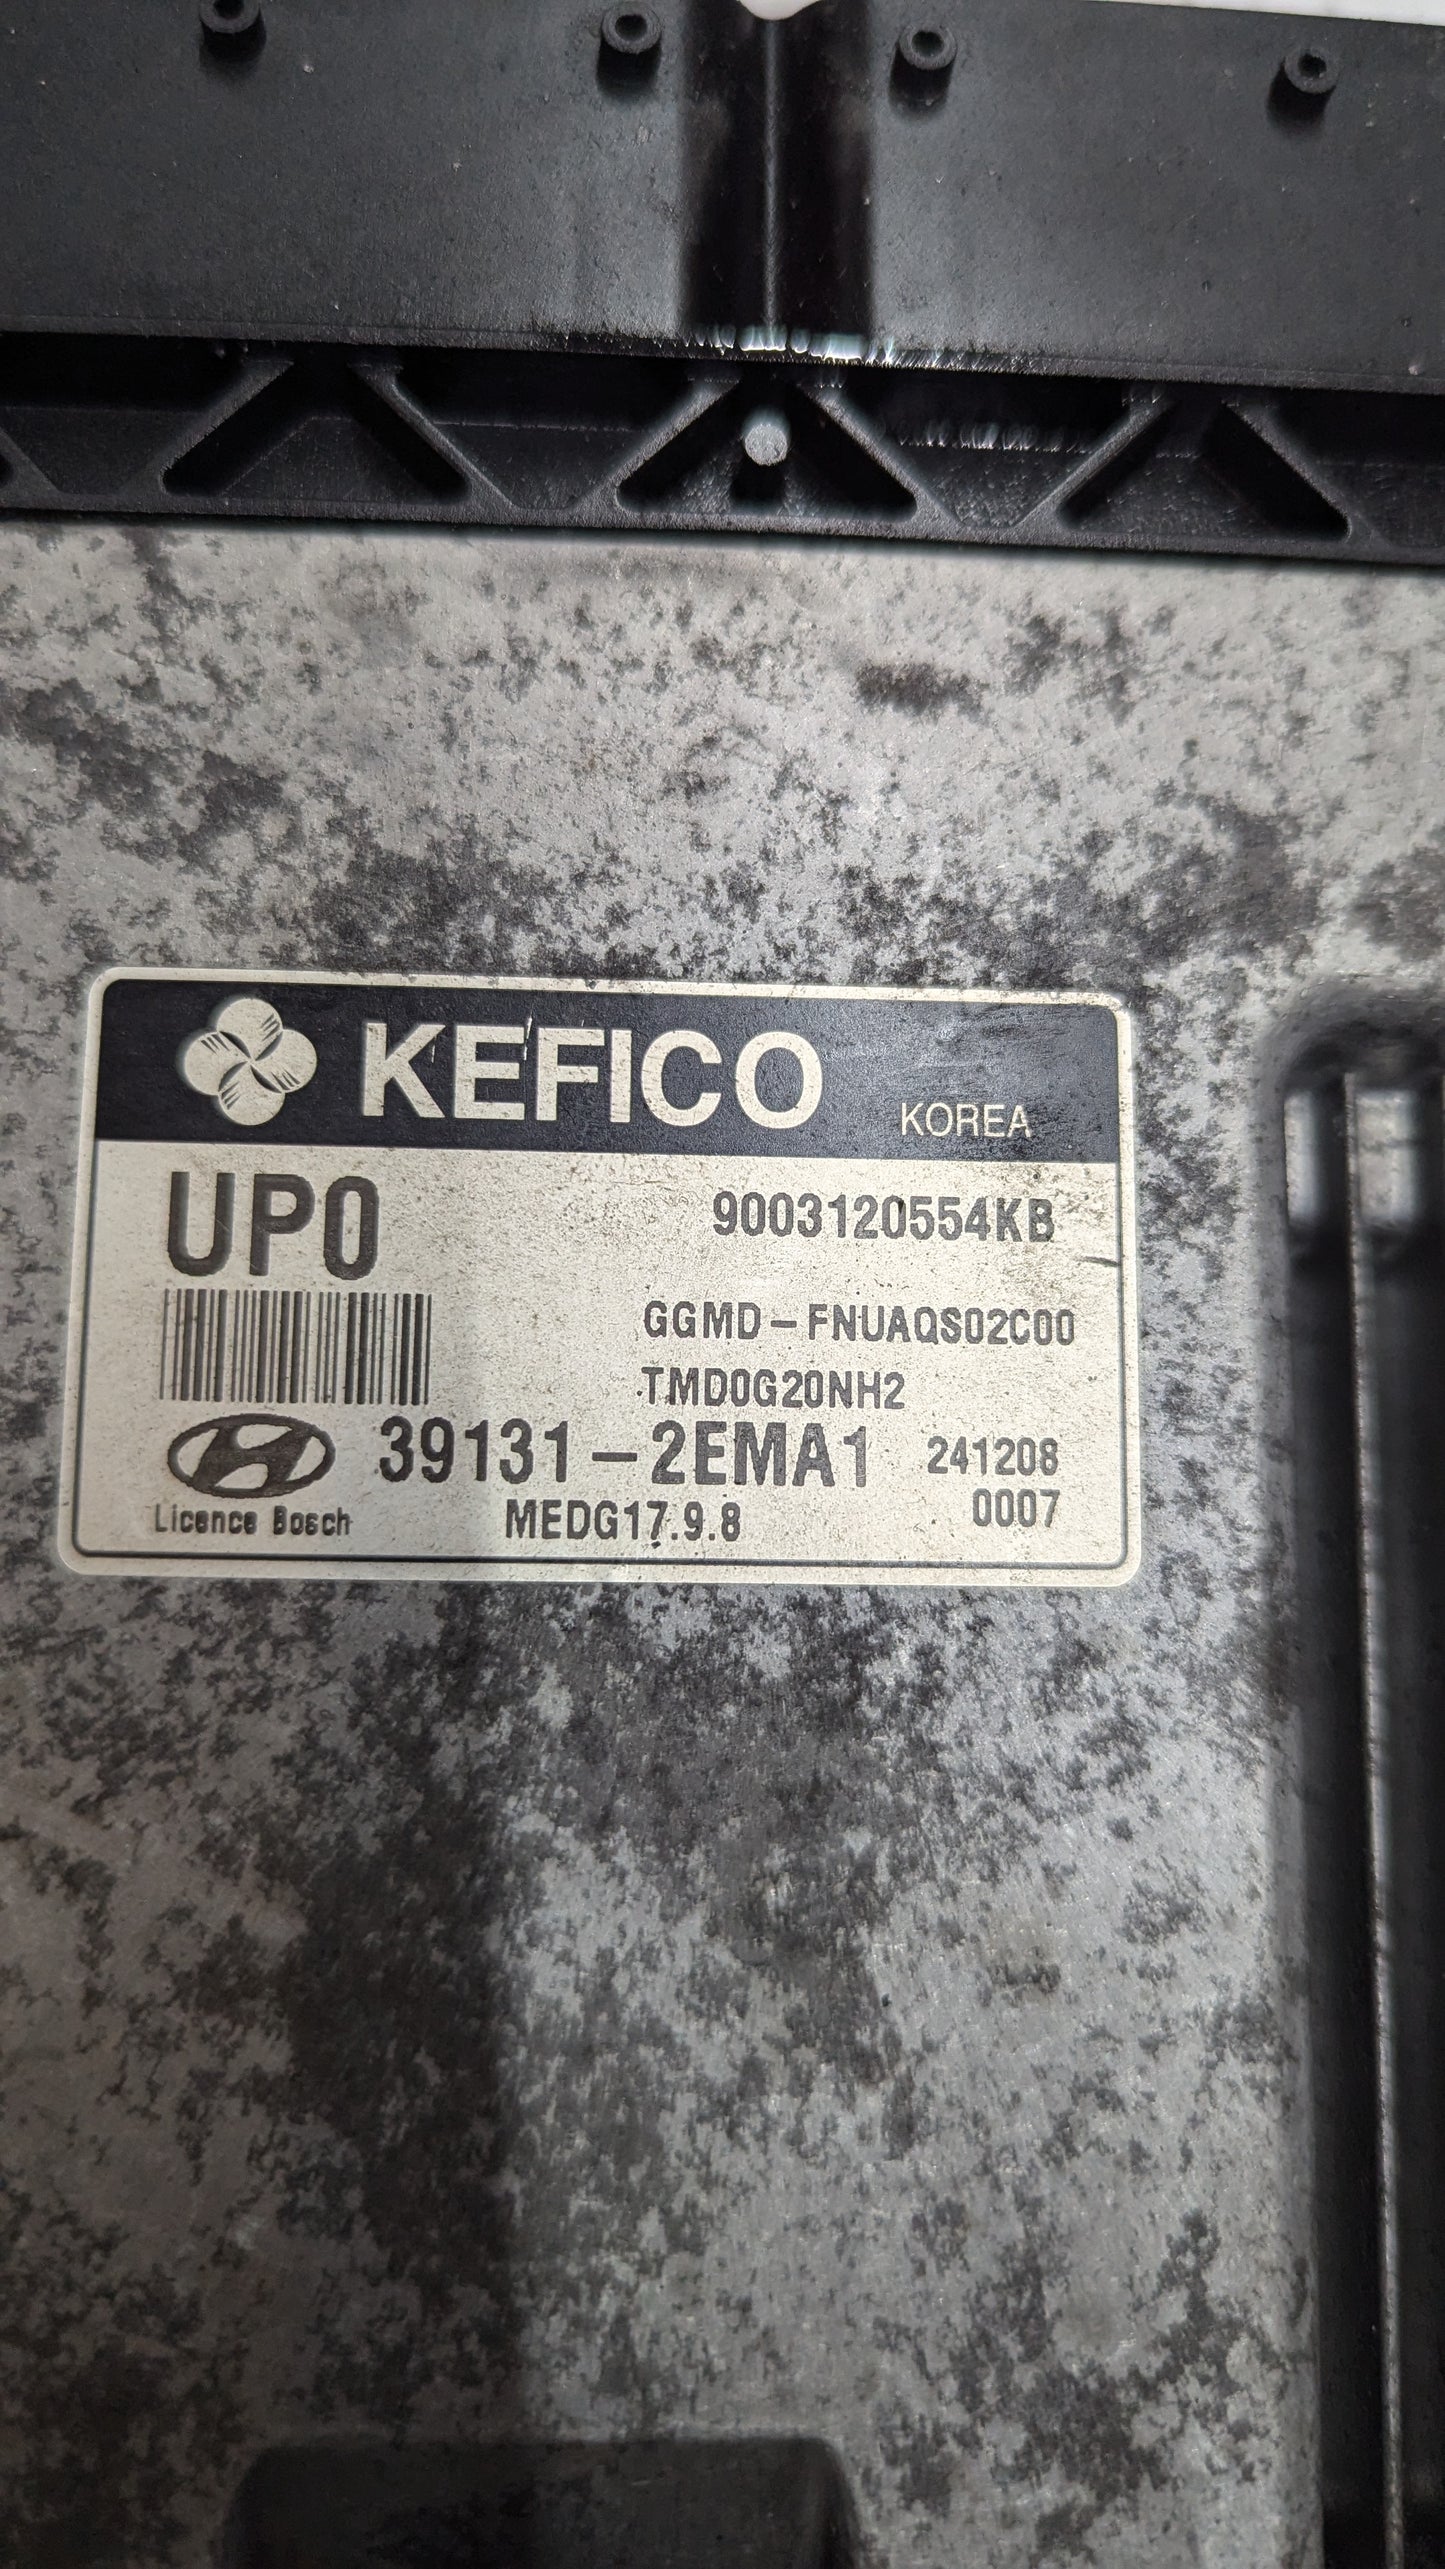 KEFICO KOREA
UP0 9003120554KB
GGMD-FNUAQS02C00
TMD0G20NH2
39131-2EMA1 241208
Licence Bosch MEDG17.9.8 0007